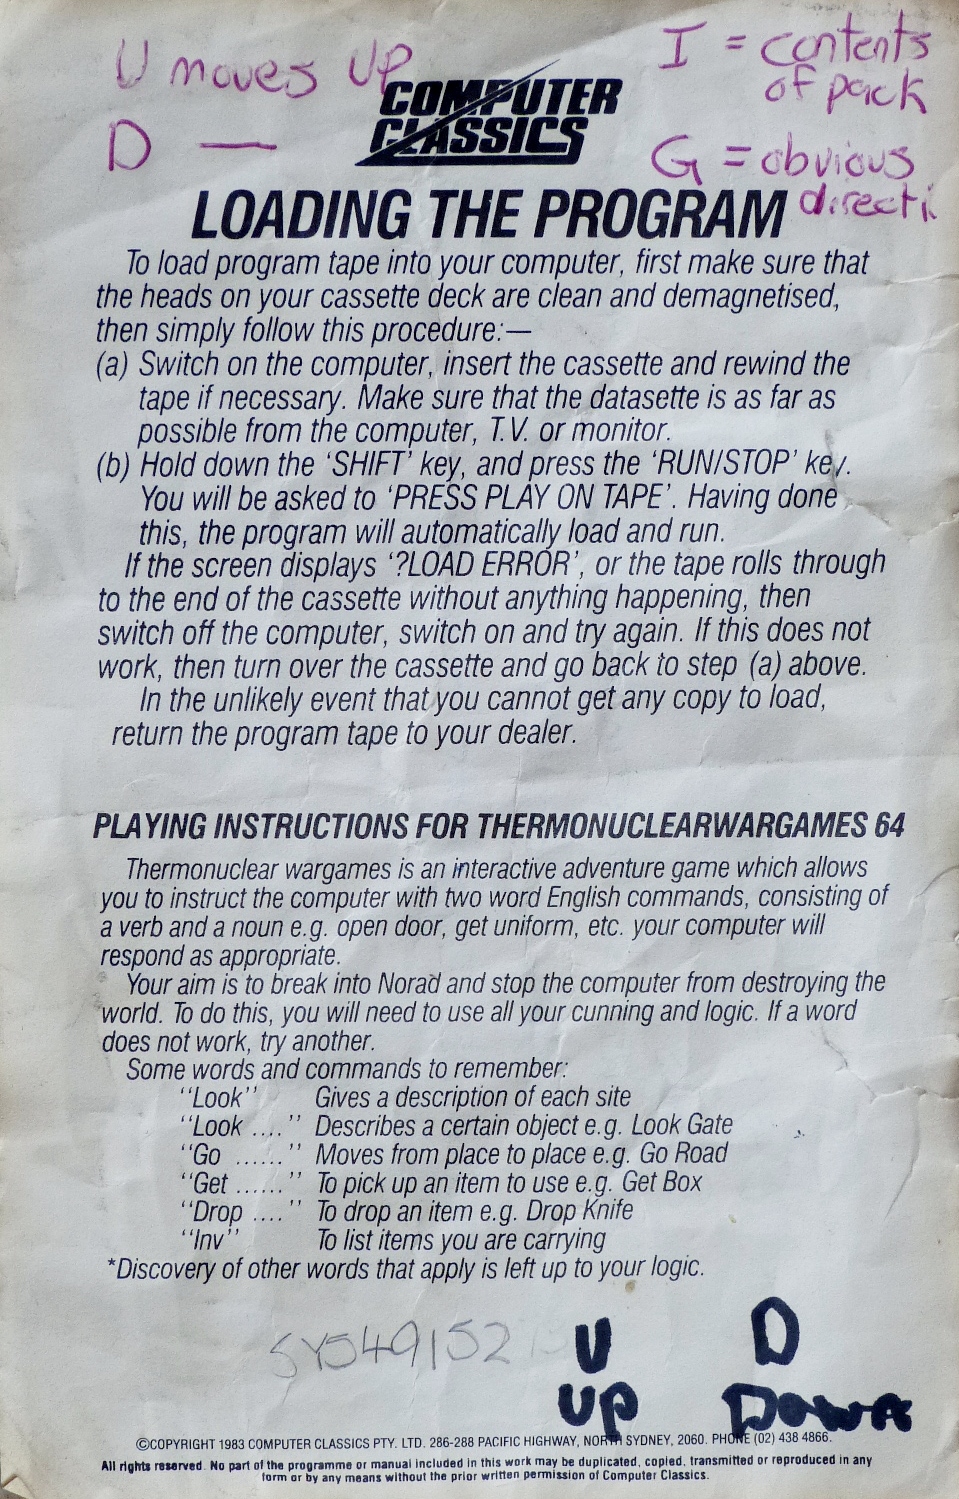 U moves up
D —
I = contents
of pack
G = obvious
COMPUTER
CLASSICS
LOADING THE PROGRAM
To load program tape into your computer, first make sure that
the heads on your cassette deck are clean and demagnetised,
then simply follow this procedure:—
(a) Switch on the computer, insert the cassette and rewind the
tape if necessary. Make sure that the datasette is as far as
possible from the computer, T.V. or monitor.
(b) Hold down the 'SHIFT' key, and press the 'RUN/STOP' key.
You will be asked to 'PRESS PLAY ON TAPE'. Having done
this, the program will automatically load and run.
If the screen displays '?LOAD ERROR', or the tape rolls through
to the end of the cassette without anything happening, then
switch off the computer, switch on and try again. If this does not
work, then turn over the cassette and go back to step (a) above.
In the unlikely event that you cannot get any copy to load,
return the program tape to your dealer.
PLAYING INSTRUCTIONS FOR THERMONUCLEARWARGAMES 64
Thermonuclear wargames is an interactive adventure game which allows
you to instruct the computer with two word English commands, consisting of
a verb and a noun e.g. open door, get uniform, etc. your computer will
respond as appropriate.
Your aim is to break into Norad and stop the computer from destroying the
world. To do this, you will need to use all your cunning and logic. If a word
does not work, try another.
Some words and commands to remember:
"Look" Gives a description of each site
"Look ...." Describes a certain object e.g. Look Gate
"Go ......" Moves from place to place e.g. Go Road
"Get ......" To pick up an item to use e.g. Get Box
"Drop ...." To drop an item e.g. Drop Knife
"Inv" To list items you are carrying
*Discovery of other words that apply is left up to your logic.
SYS49152
U D
UP Down
©COPYRIGHT 1983 COMPUTER CLASSICS PTY. LTD. 286-288 PACIFIC HIGHWAY, NORTH SYDNEY, 2060. PHONE (02) 438 4866.
All rights reserved. No part of the programme or manual included in this work may be duplicated, copied, transmitted or reproduced in any
form or by any means without the prior written permission of Computer Classics.